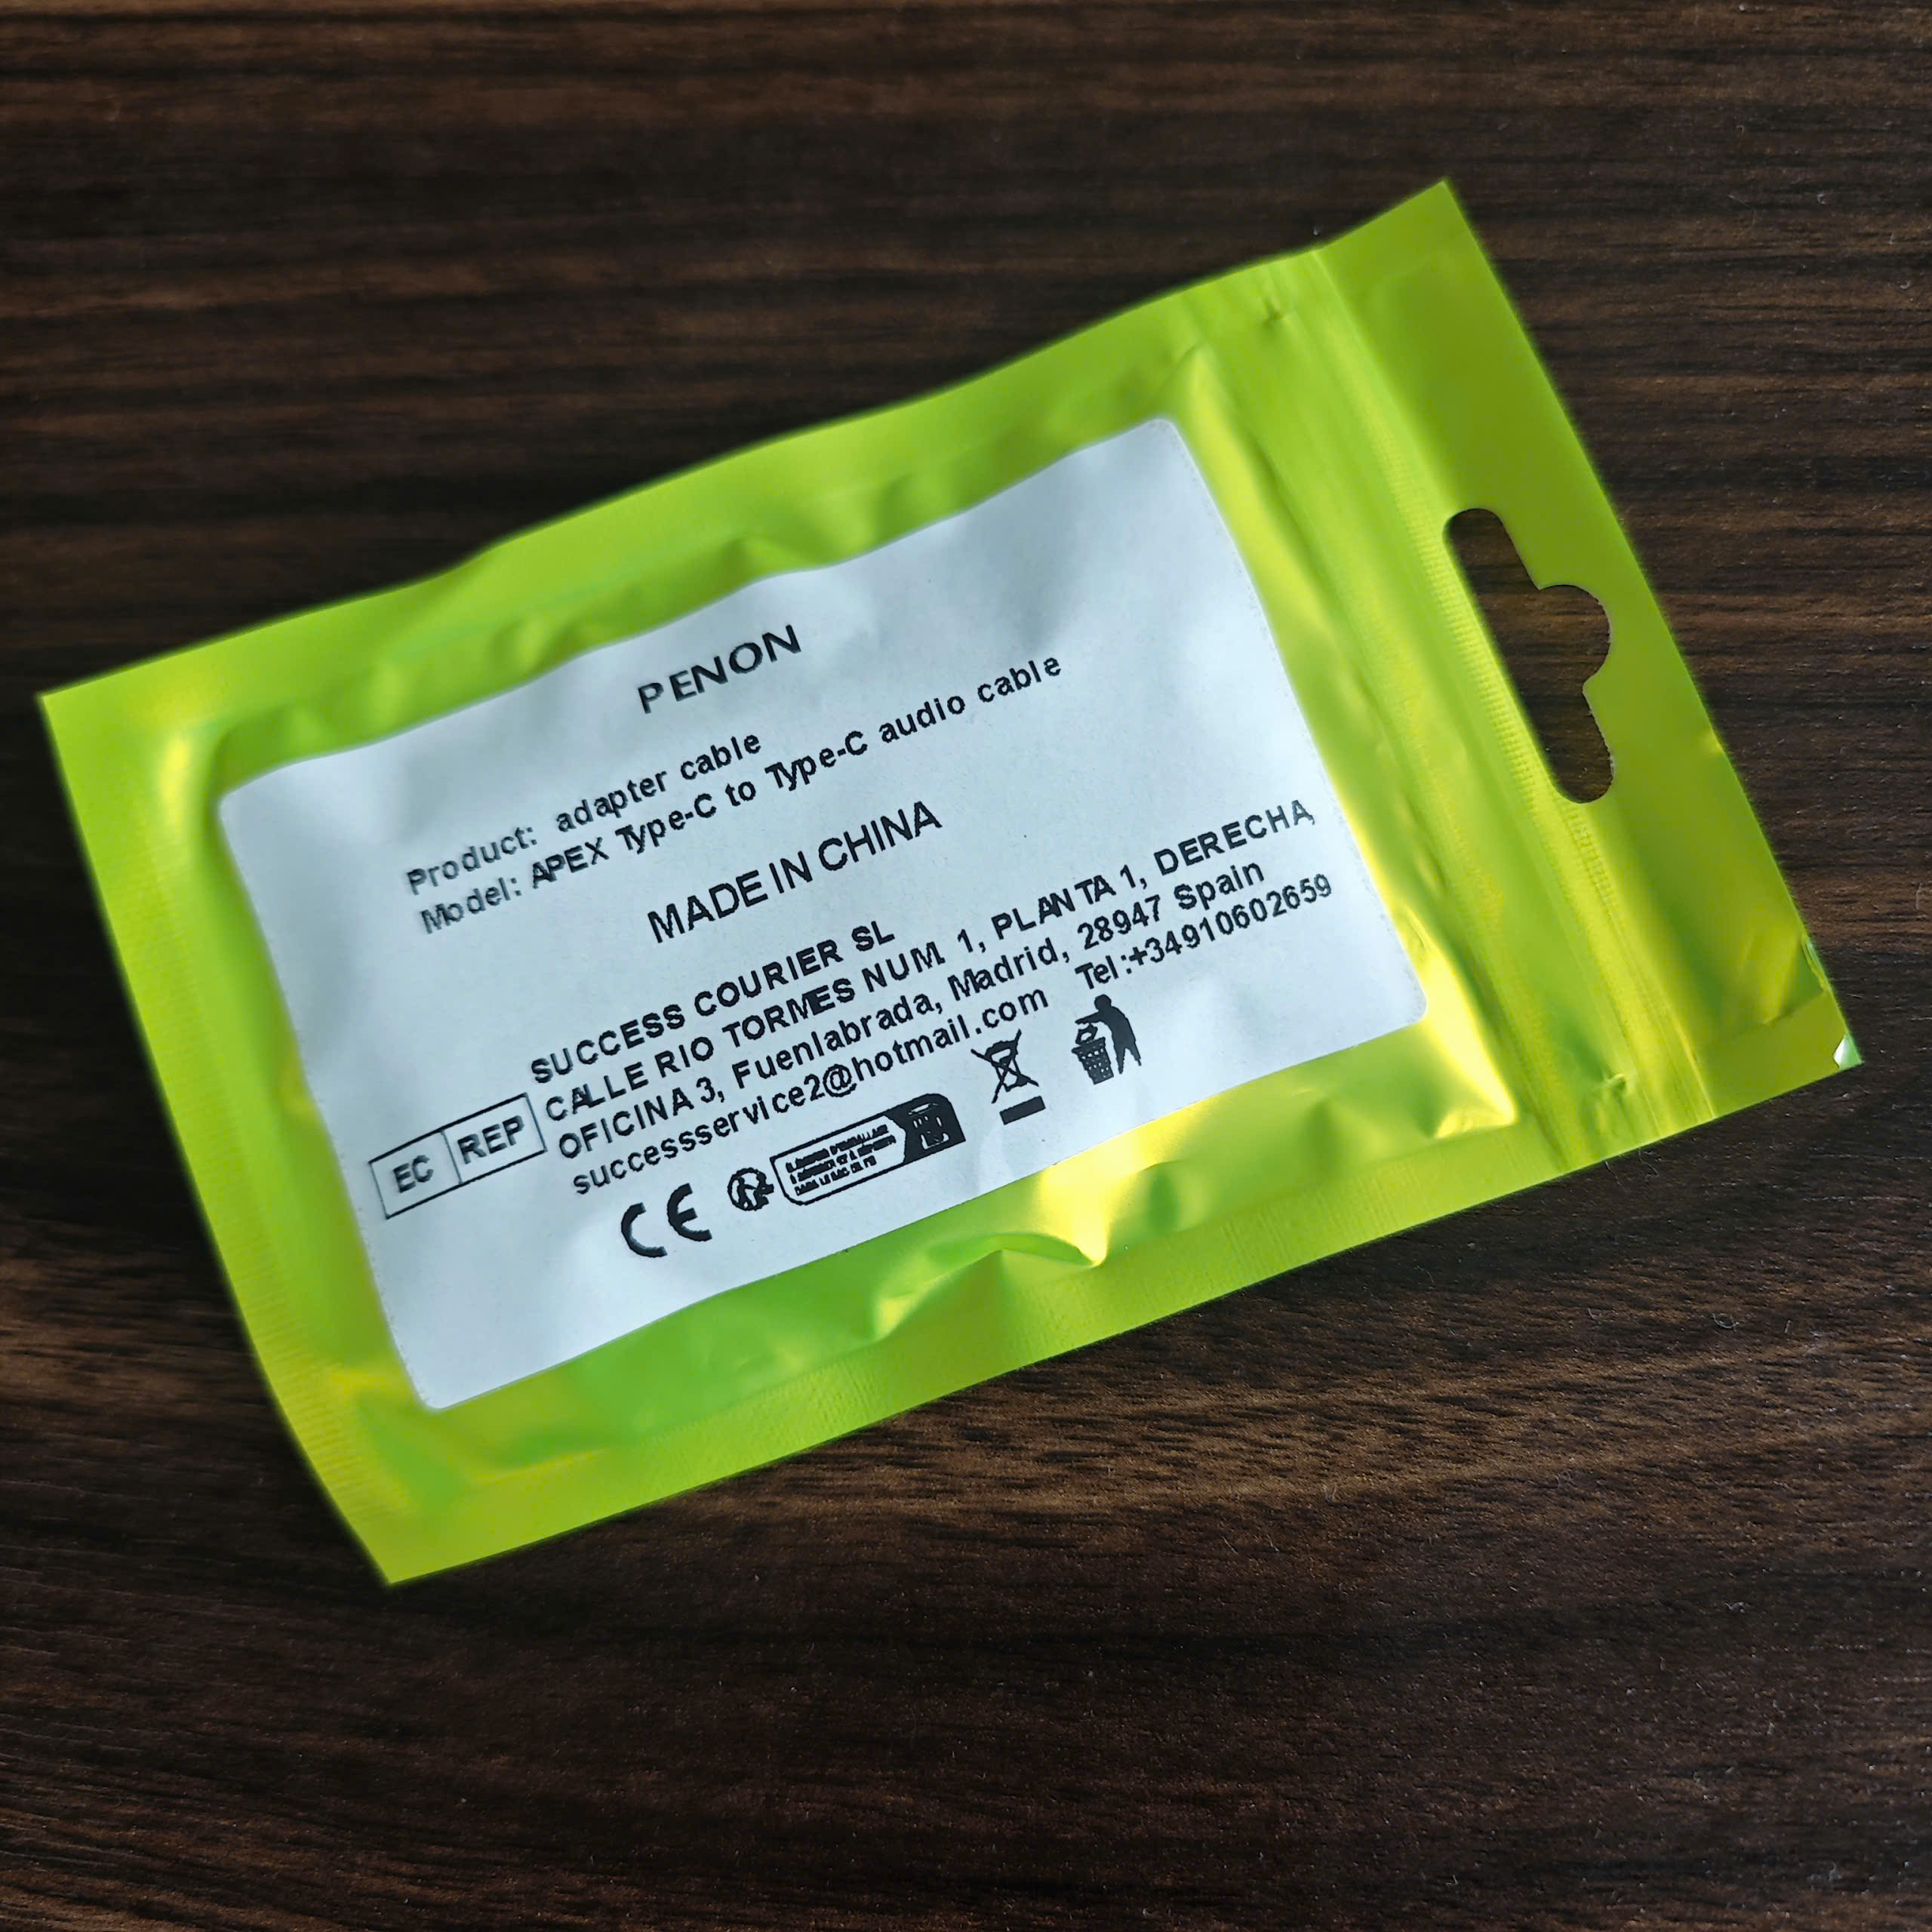 PENON
Product: adapter cable
Model: APEX Type-C to Type-C audio cable
MADE IN CHINA
EC REP
SUCCESS COURIER SL
CALLE RIO TORMES NUM. 1, PLANTA 1, DERECHA,
OFICINA 3, Fuenlabrada, Madrid, 28947 Spain
successservice2@hotmail.com Tel:+34910602659
CE